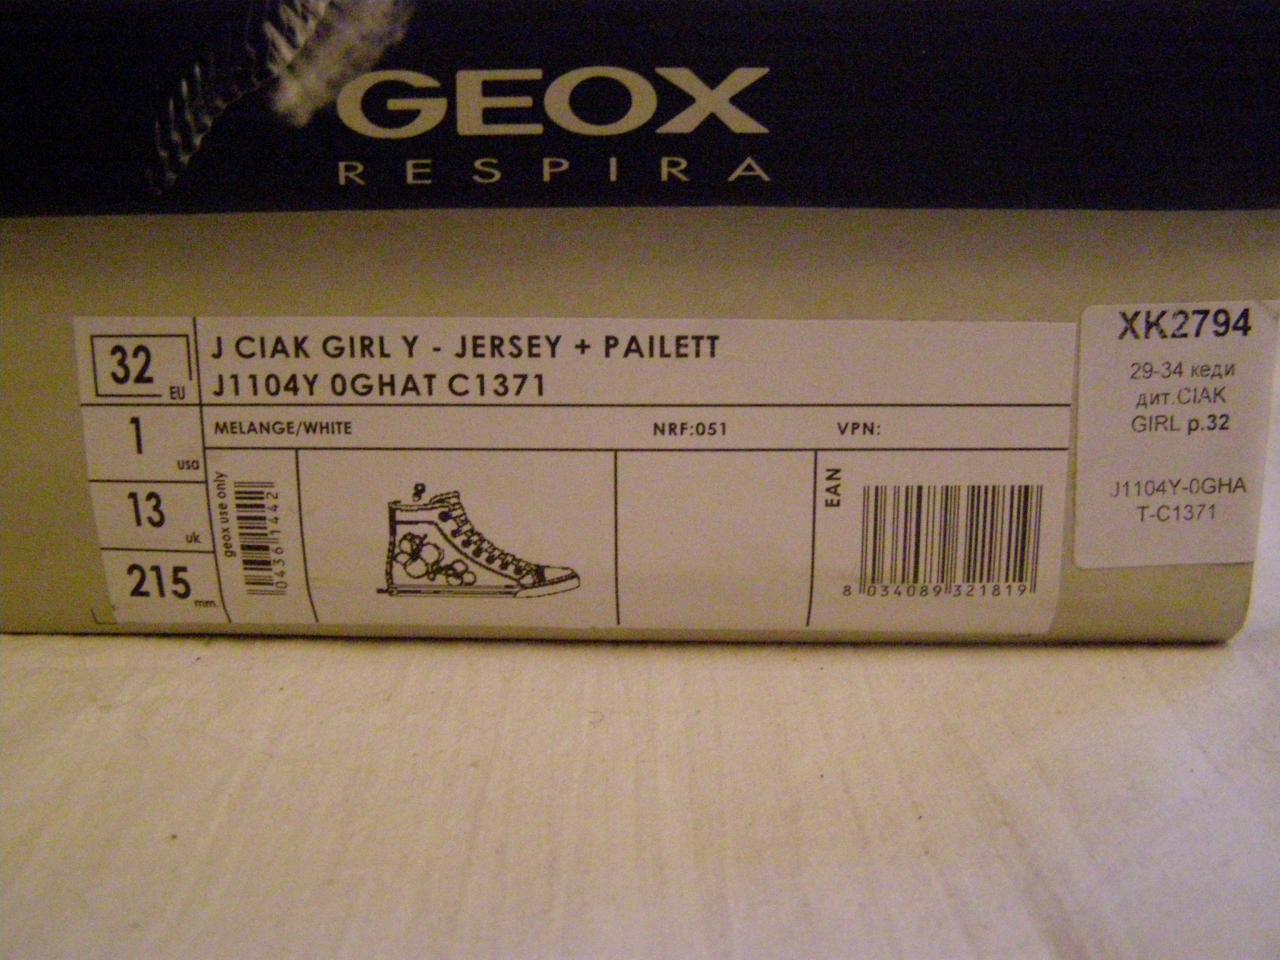 GEOX
RESPIRA
32 EU
J CIAK GIRL Y - JERSEY + PAILETT
J1104Y 0GHAT C1371
1 usa
MELANGE/WHITE NRF:051 VPN:
13 uk
215 mm
geox use only
04361442
EAN
8 034089 321819
XK2794
29-34 кеди
дит.CIAK
GIRL р.32
J1104Y-0GHA
T-C1371